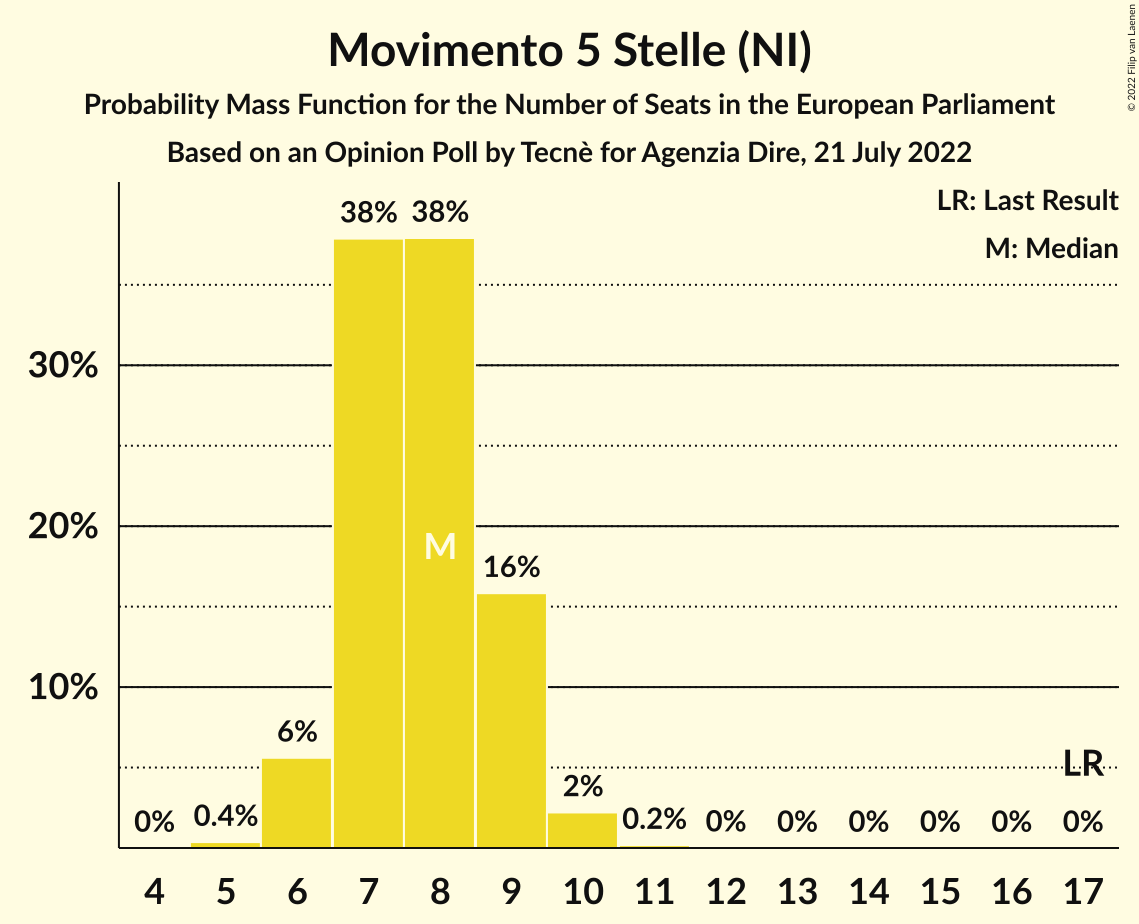 Movimento 5 Stelle (NI)
Probability Mass Function for the Number of Seats in the European Parliament
Based on an Opinion Poll by Tecnè for Agenzia Dire, 21 July 2022
© 2022 Filip van Laenen
LR: Last Result
M: Median
38% 38%
30%
20%
M
16%
10%
6%
LR
2%
0% 0.4% 0.2% 0% 0% 0% 0% 0% 0%
4 5 6 7 8 9 10 11 12 13 14 15 16 17